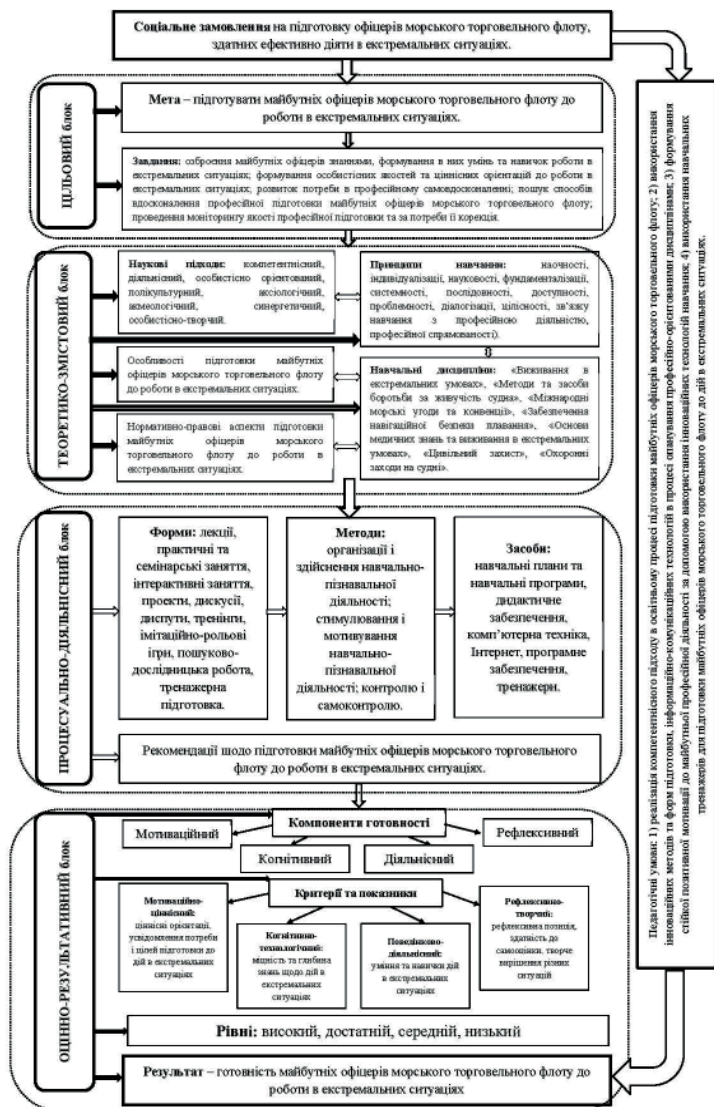 Соціальне замовлення на підготовку офіцерів морського торговельного флоту,
здатних ефективно діяти в екстремальних ситуаціях.
ЦІЛЬОВИЙ блок
Мета – підготувати майбутніх офіцерів морського торговельного флоту до
роботи в екстремальних ситуаціях.
Завдання: озброєння майбутніх офіцерів знаннями, формування в них умінь та навичок роботи в
екстремальних ситуаціях; формування особистісних якостей та ціннісних орієнтацій до роботи в
екстремальних ситуаціях; розвиток потреби в професійному самовдосконаленні; пошук способів
вдосконалення професійної підготовки майбутніх офіцерів морського торговельного флоту;
проведення моніторингу якості професійної підготовки та за потреби її корекція.
ТЕОРЕТИКО-ЗМІСТОВИЙ блок
Наукові підходи: компетентнісний,
діяльнісний, особистісно орієнтований,
полікультурний, аксіологічний,
акмеологічний, синергетичний,
особистісно-творчий.
Принципи навчання: наочності,
індивідуалізації, науковості, фундаменталізації,
системності, послідовності, доступності,
проблемності, діалогізації, цілісності, зв'язку
навчання з професійною діяльністю,
професійної спрямованості).
Особливості підготовки майбутніх
офіцерів морського торговельного флоту
до роботи в екстремальних ситуаціях.
Навчальні дисципліни: «Виживання в
екстремальних умовах», «Методи та засоби
боротьби за живучість судна», «Міжнародні
морські угоди та конвенції», «Забезпечення
навігаційної безпеки плавання», «Основи
медичних знань та виживання в екстремальних
умовах», «Цивільний захист», «Охоронні
заходи на судні».
Нормативно-правові аспекти підготовки
майбутніх офіцерів морського
торговельного флоту до роботи в
екстремальних ситуаціях.
ПРОЦЕСУАЛЬНО-ДІЯЛЬНІСНИЙ блок
Форми: лекції,
практичні та
семінарські заняття,
інтерактивні заняття,
проекти, дискусії,
диспути, тренінги,
імітаційно-рольові
ігри, пошуково-
дослідницька робота,
тренажерна
підготовка.
Методи:
організації і
здійснення навчально-
пізнавальної
діяльності;
стимулювання і
мотивування
навчально-
пізнавальної
діяльності; контролю і
самоконтролю.
Засоби:
навчальні плани та
навчальні програми,
дидактичне
забезпечення,
комп'ютерна техніка,
Інтернет, програмне
забезпечення,
тренажери.
Рекомендації щодо підготовки майбутніх офіцерів морського торговельного
флоту до роботи в екстремальних ситуаціях.
ОЦІННО-РЕЗУЛЬТАТИВНИЙ блок
Компоненти готовності
Мотиваційний
Рефлексивний
Когнітивний
Діяльнісний
Критерії та показники
Мотиваційно-
ціннісний:
ціннісні орієнтації,
усвідомлення потреби
і цілей підготовки до
дій в екстремальних
ситуаціях
Когнітивно-
технологічний:
міцність та глибина
знань щодо дій в
екстремальних
ситуаціях
Поведінково-
діяльнісний:
уміння та навички дій
в екстремальних
ситуаціях
Рефлексивно-
творчий:
рефлексивна позиція,
здатність до
самооцінки, творче
вирішення різних
ситуацій
Рівні: високий, достатній, середній, низький
Результат – готовність майбутніх офіцерів морського торговельного флоту до
роботи в екстремальних ситуаціях
Педагогічні умови: 1) реалізація компетентнісного підходу в освітньому процесі підготовки майбутніх офіцерів морського торговельного флоту; 2) використання
інноваційних методів та форм підготовки, інформаційно-комунікаційних технологій в процесі опанування професійно-орієнтованими дисциплінами; 3) формування
стійкої позитивної мотивації до майбутньої професійної діяльності за допомогою використання інноваційних технологій навчання; 4) використання навчальних
тренажерів для підготовки майбутніх офіцерів морського торговельного флоту до дій в екстремальних ситуаціях.